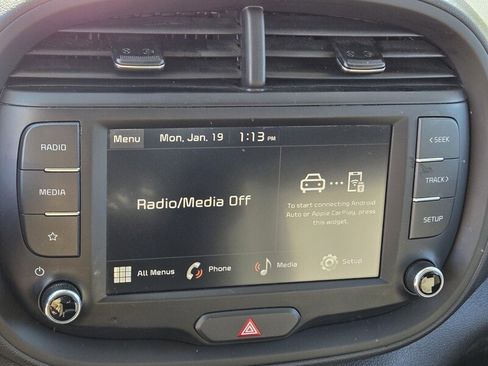 Menu Mon, Jan. 19 1:13 PM
RADIO
MEDIA
Radio/Media Off
To start connecting Android
Auto or Apple CarPlay, press
this widget.
< SEEK
TRACK >
SETUP
All Menus Phone Media Setup